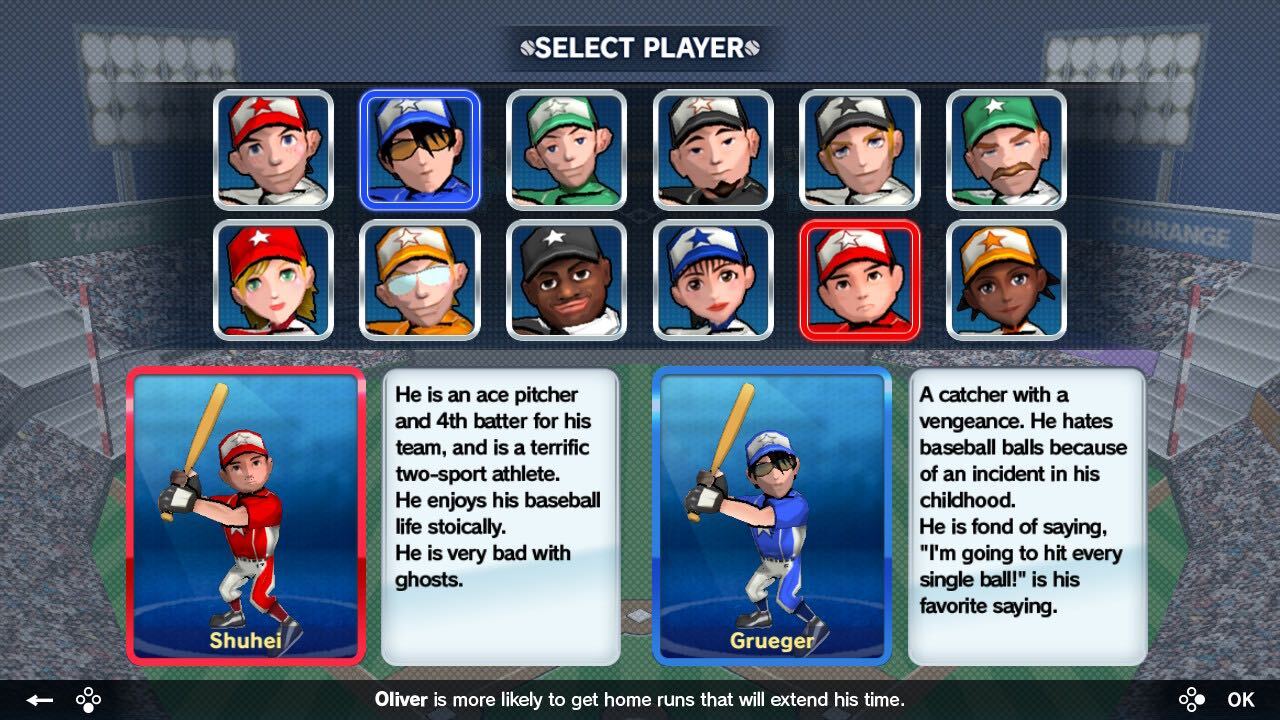 SELECT PLAYER
He is an ace pitcher
and 4th batter for his
team, and is a terrific
two-sport athlete.
He enjoys his baseball
life stoically.
He is very bad with
ghosts.
Shuhei
A catcher with a
vengeance. He hates
baseball balls because
of an incident in his
childhood.
He is fond of saying,
"I'm going to hit every
single ball!" is his
favorite saying.
Grueger
Oliver is more likely to get home runs that will extend his time.
OK